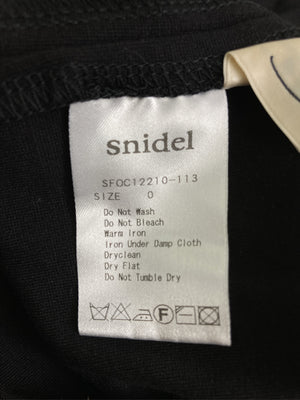 snidel
SFOC12210-113
SIZE 0
Do Not Wash
Do Not Bleach
Warm Iron
Iron Under Damp Cloth
Dryclean
Dry Flat
Do Not Tumble Dry
F